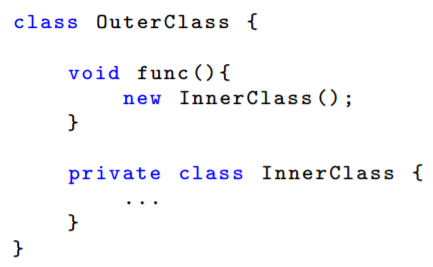 class OuterClass {
void func(){
new InnerClass();
}
private class InnerClass {
...
}
}